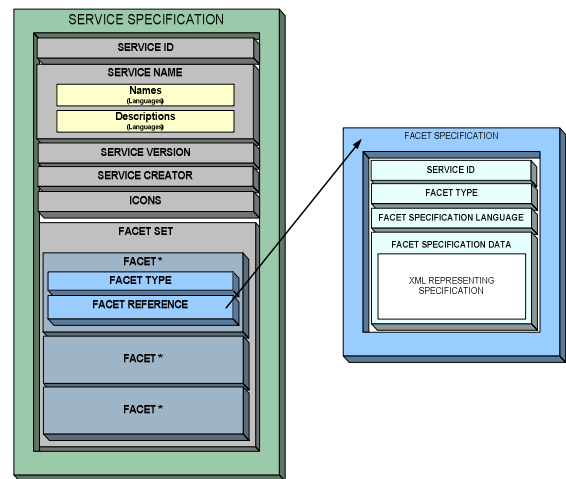 SERVICE SPECIFICATION
SERVICE ID
SERVICE NAME
Names
(Languages)
Descriptions
(Languages)
SERVICE VERSION
SERVICE CREATOR
ICONS
FACET SET
FACET *
FACET TYPE
FACET REFERENCE
FACET *
FACET *
FACET SPECIFICATION
SERVICE ID
FACET TYPE
FACET SPECIFICATION LANGUAGE
FACET SPECIFICATION DATA
XML REPRESENTING
SPECIFICATION